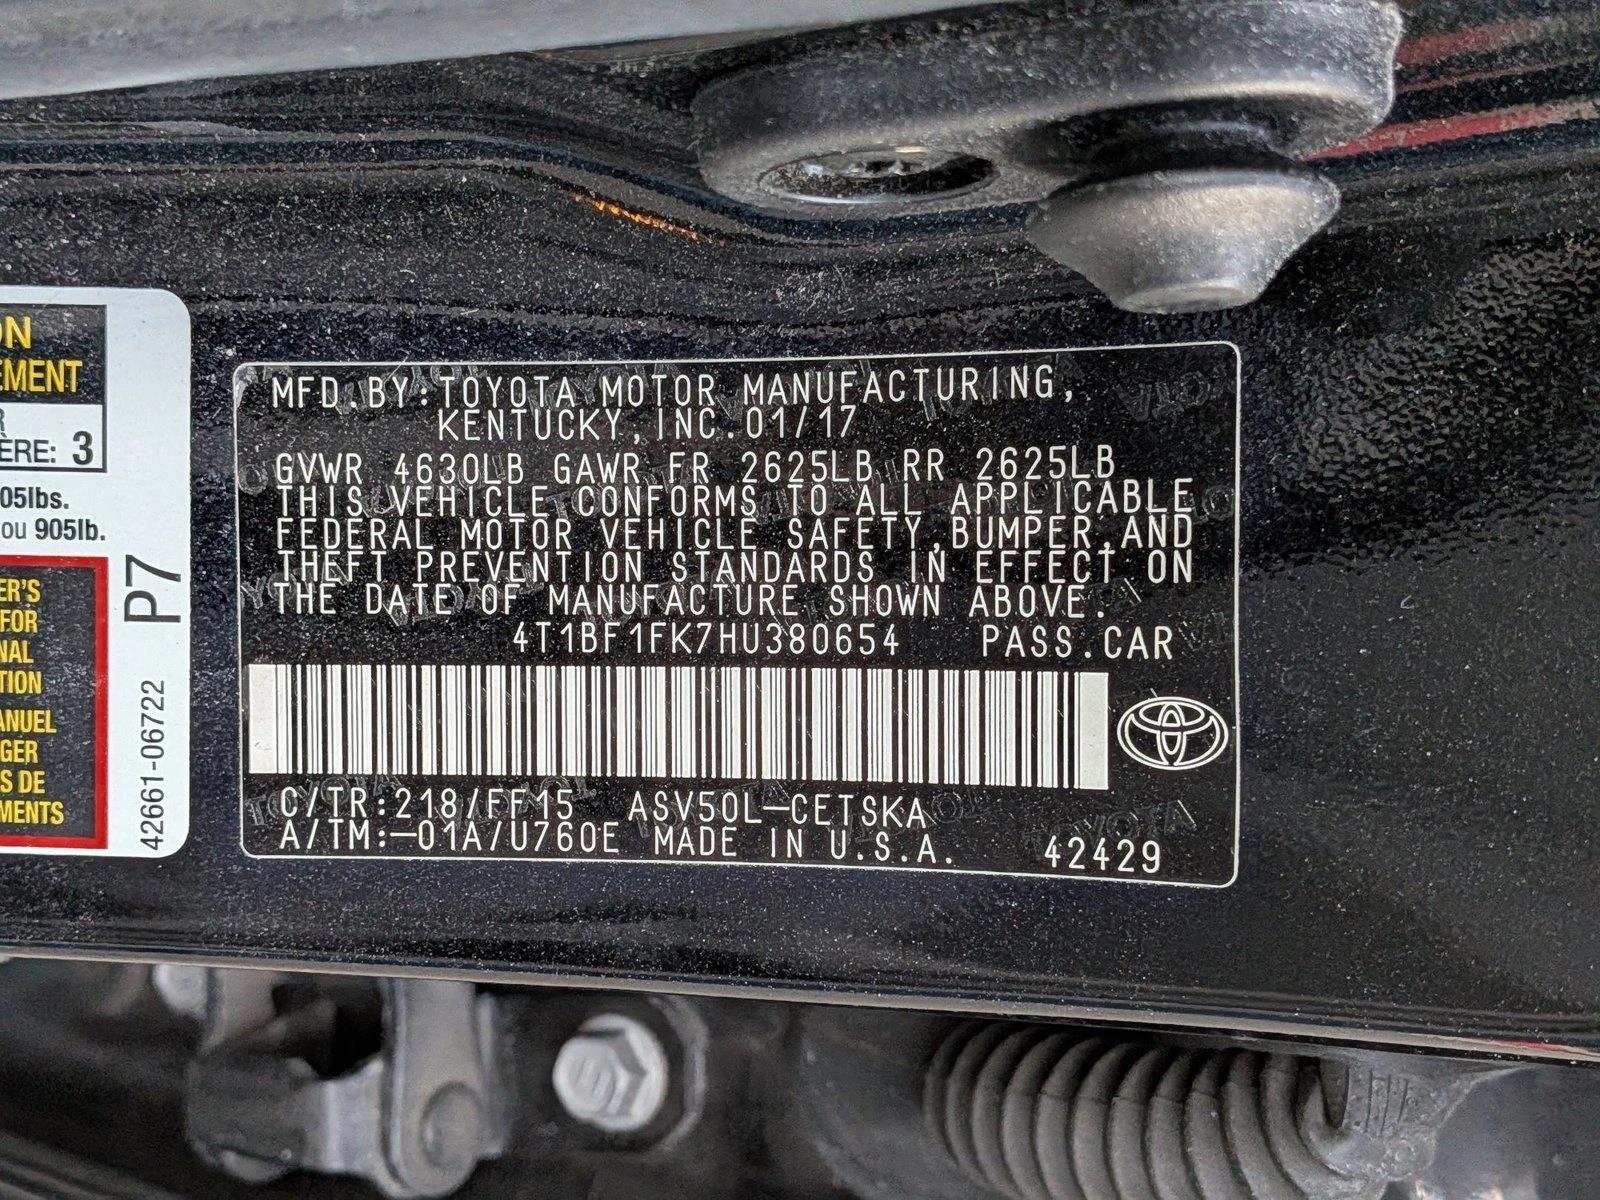 ON
EMENT
R
ÈRE: 3
05lbs.
ou 905lb.
ER'S
FOR
NAL
TION
ANUEL
GER
S DE
MENTS
P7
42661-06722
MFD.BY:TOYOTA MOTOR MANUFACTURING,
KENTUCKY,INC.01/17
GVWR 4630LB GAWR FR 2625LB RR 2625LB
THIS VEHICLE CONFORMS TO ALL APPLICABLE
FEDERAL MOTOR VEHICLE SAFETY,BUMPER,AND
THEFT PREVENTION STANDARDS IN EFFECT ON
THE DATE OF MANUFACTURE SHOWN ABOVE.
4T1BF1FK7HU380654 PASS.CAR
C/TR:218/FF15 ASV50L-CETSKA
A/TM:-01A/U760E MADE IN U.S.A. 42429